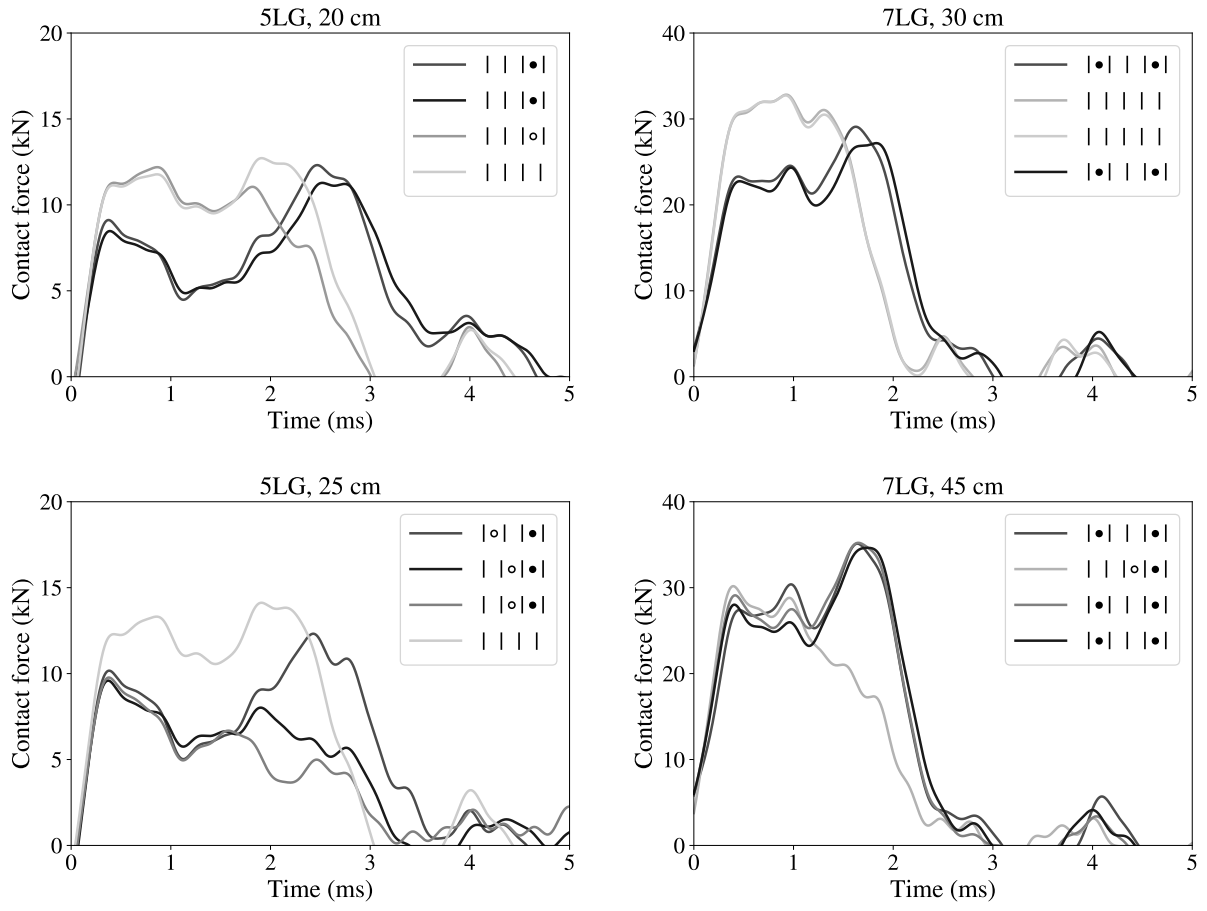 5LG, 20 cm
20
15
10
5
0
Contact force (kN)
| | |●|
| | |●|
| | |○|
| | | |
0 1 2 3 4 5
Time (ms)
7LG, 30 cm
40
30
20
10
0
Contact force (kN)
|●| | |●|
| | | | |
| | | | |
|●| | |●|
0 1 2 3 4 5
Time (ms)
5LG, 25 cm
20
15
10
5
0
Contact force (kN)
|○| |●|
| |○|●|
| |○|●|
| | | |
0 1 2 3 4 5
Time (ms)
7LG, 45 cm
40
30
20
10
0
Contact force (kN)
|●| | |●|
| | |○|●|
|●| | |●|
|●| | |●|
0 1 2 3 4 5
Time (ms)